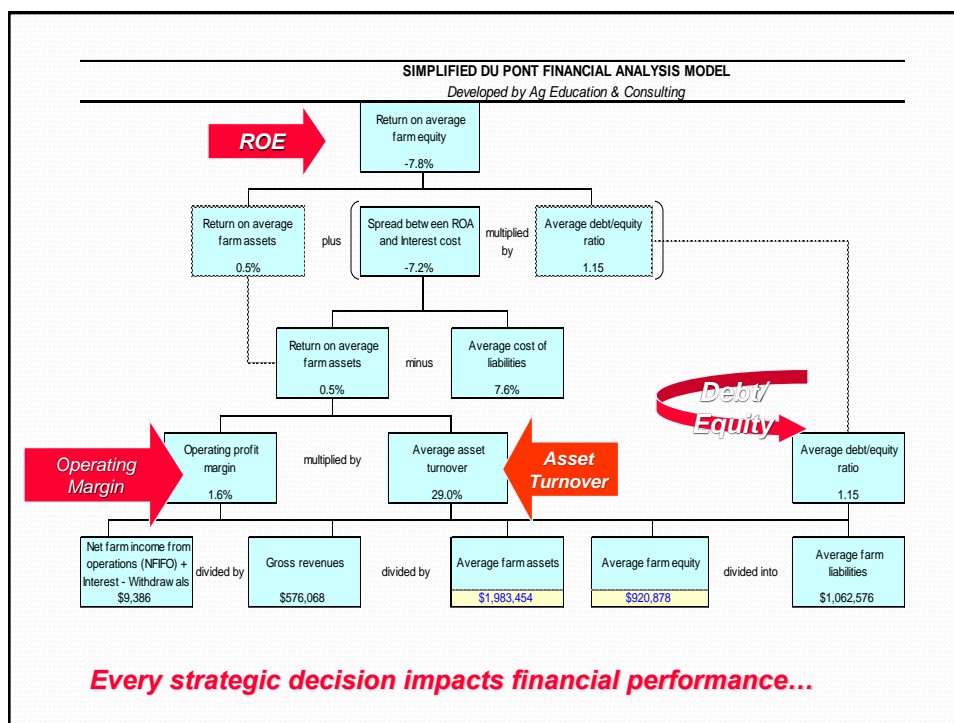 SIMPLIFIED DU PONT FINANCIAL ANALYSIS MODEL
Developed by Ag Education & Consulting
ROE
Return on average
farm equity
-7.8%
Return on average
farm assets
0.5%
plus
Spread between ROA
and Interest cost
-7.2%
multiplied
by
Average debt/equity
ratio
1.15
Return on average
farm assets
0.5%
minus
Average cost of
liabilities
7.6%
Debt/
Equity
Operating
Margin
Operating profit
margin
1.6%
multiplied by
Average asset
turnover
29.0%
Asset
Turnover
Average debt/equity
ratio
1.15
Net farm income from
operations (NFIFO) +
Interest - Withdrawals
$9,386
divided by
Gross revenues
$576,068
divided by
Average farm assets
$1,983,454
Average farm equity
$920,878
divided into
Average farm
liabilities
$1,062,576
Every strategic decision impacts financial performance…